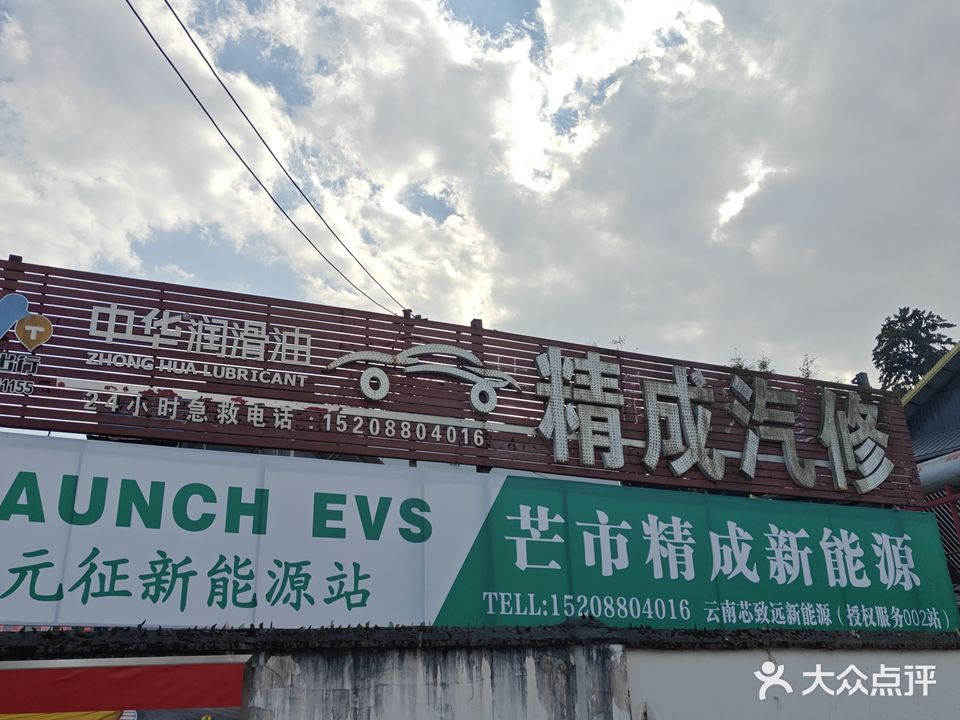 中华润滑油
ZHONG HUA LUBRICANT
T
出行
1155
24小时急救电话：15208804016
精成汽修
AUNCH EVS
元征新能源站
芒市精成新能源
TELL:15208804016 云南芯致远新能源（授权服务002站）
大众点评